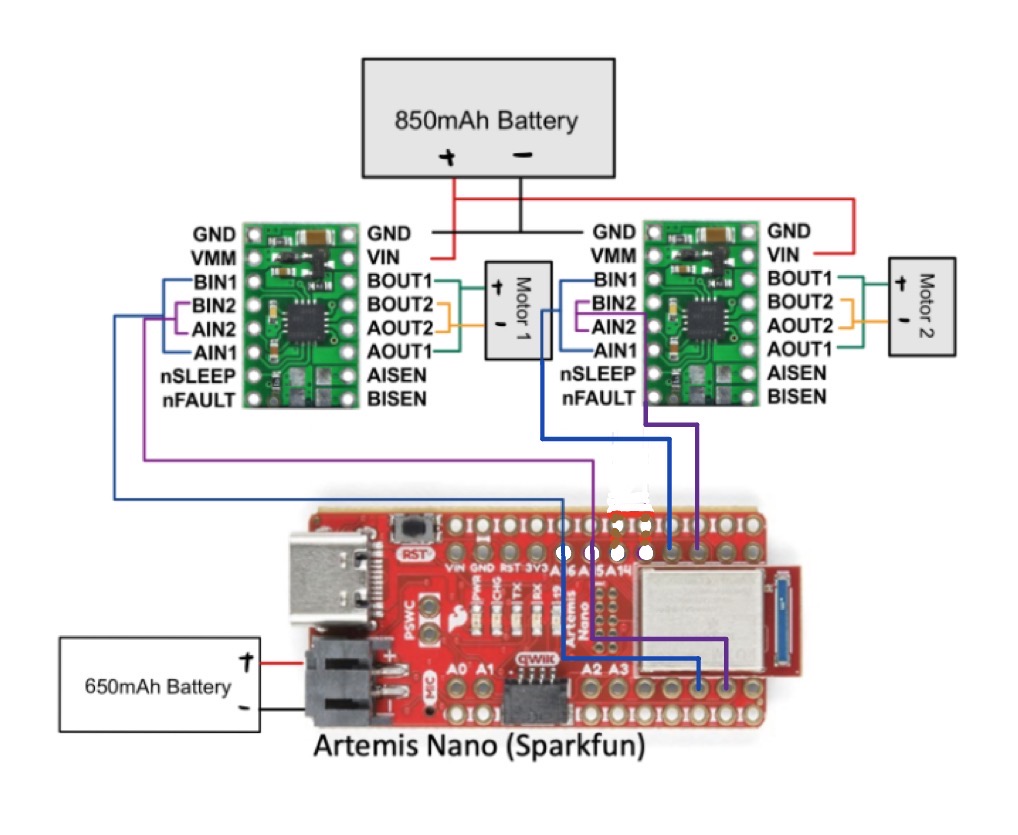 850mAh Battery
+ -
GND
VMM
BIN1
BIN2
AIN2
AIN1
nSLEEP
nFAULT
GND
VIN
BOUT1
BOUT2
AOUT2
AOUT1
AISEN
BISEN
+
-
Motor 1
GND
VMM
BIN1
BIN2
AIN2
AIN1
nSLEEP
nFAULT
GND
VIN
BOUT1
BOUT2
AOUT2
AOUT1
AISEN
BISEN
+
-
Motor 2
RST
VIN GND RST 3V3 A16 A15 A14
PWR
CHG
TX
RX
19
Artemis
Nano
PSWC
qwiic
MIC
A0 A1 A2 A3
+
-
650mAh Battery
+
-
Artemis Nano (Sparkfun)